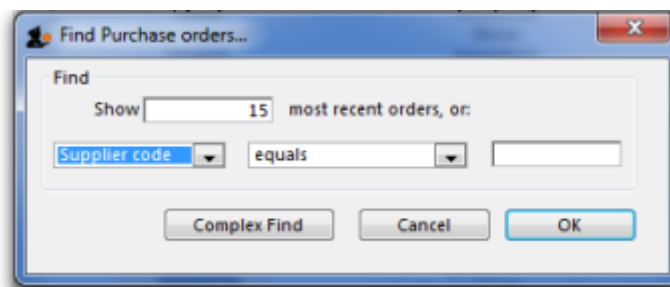 Find Purchase orders...
Find
Show 15 most recent orders, or:
Supplier code equals
Complex Find Cancel OK